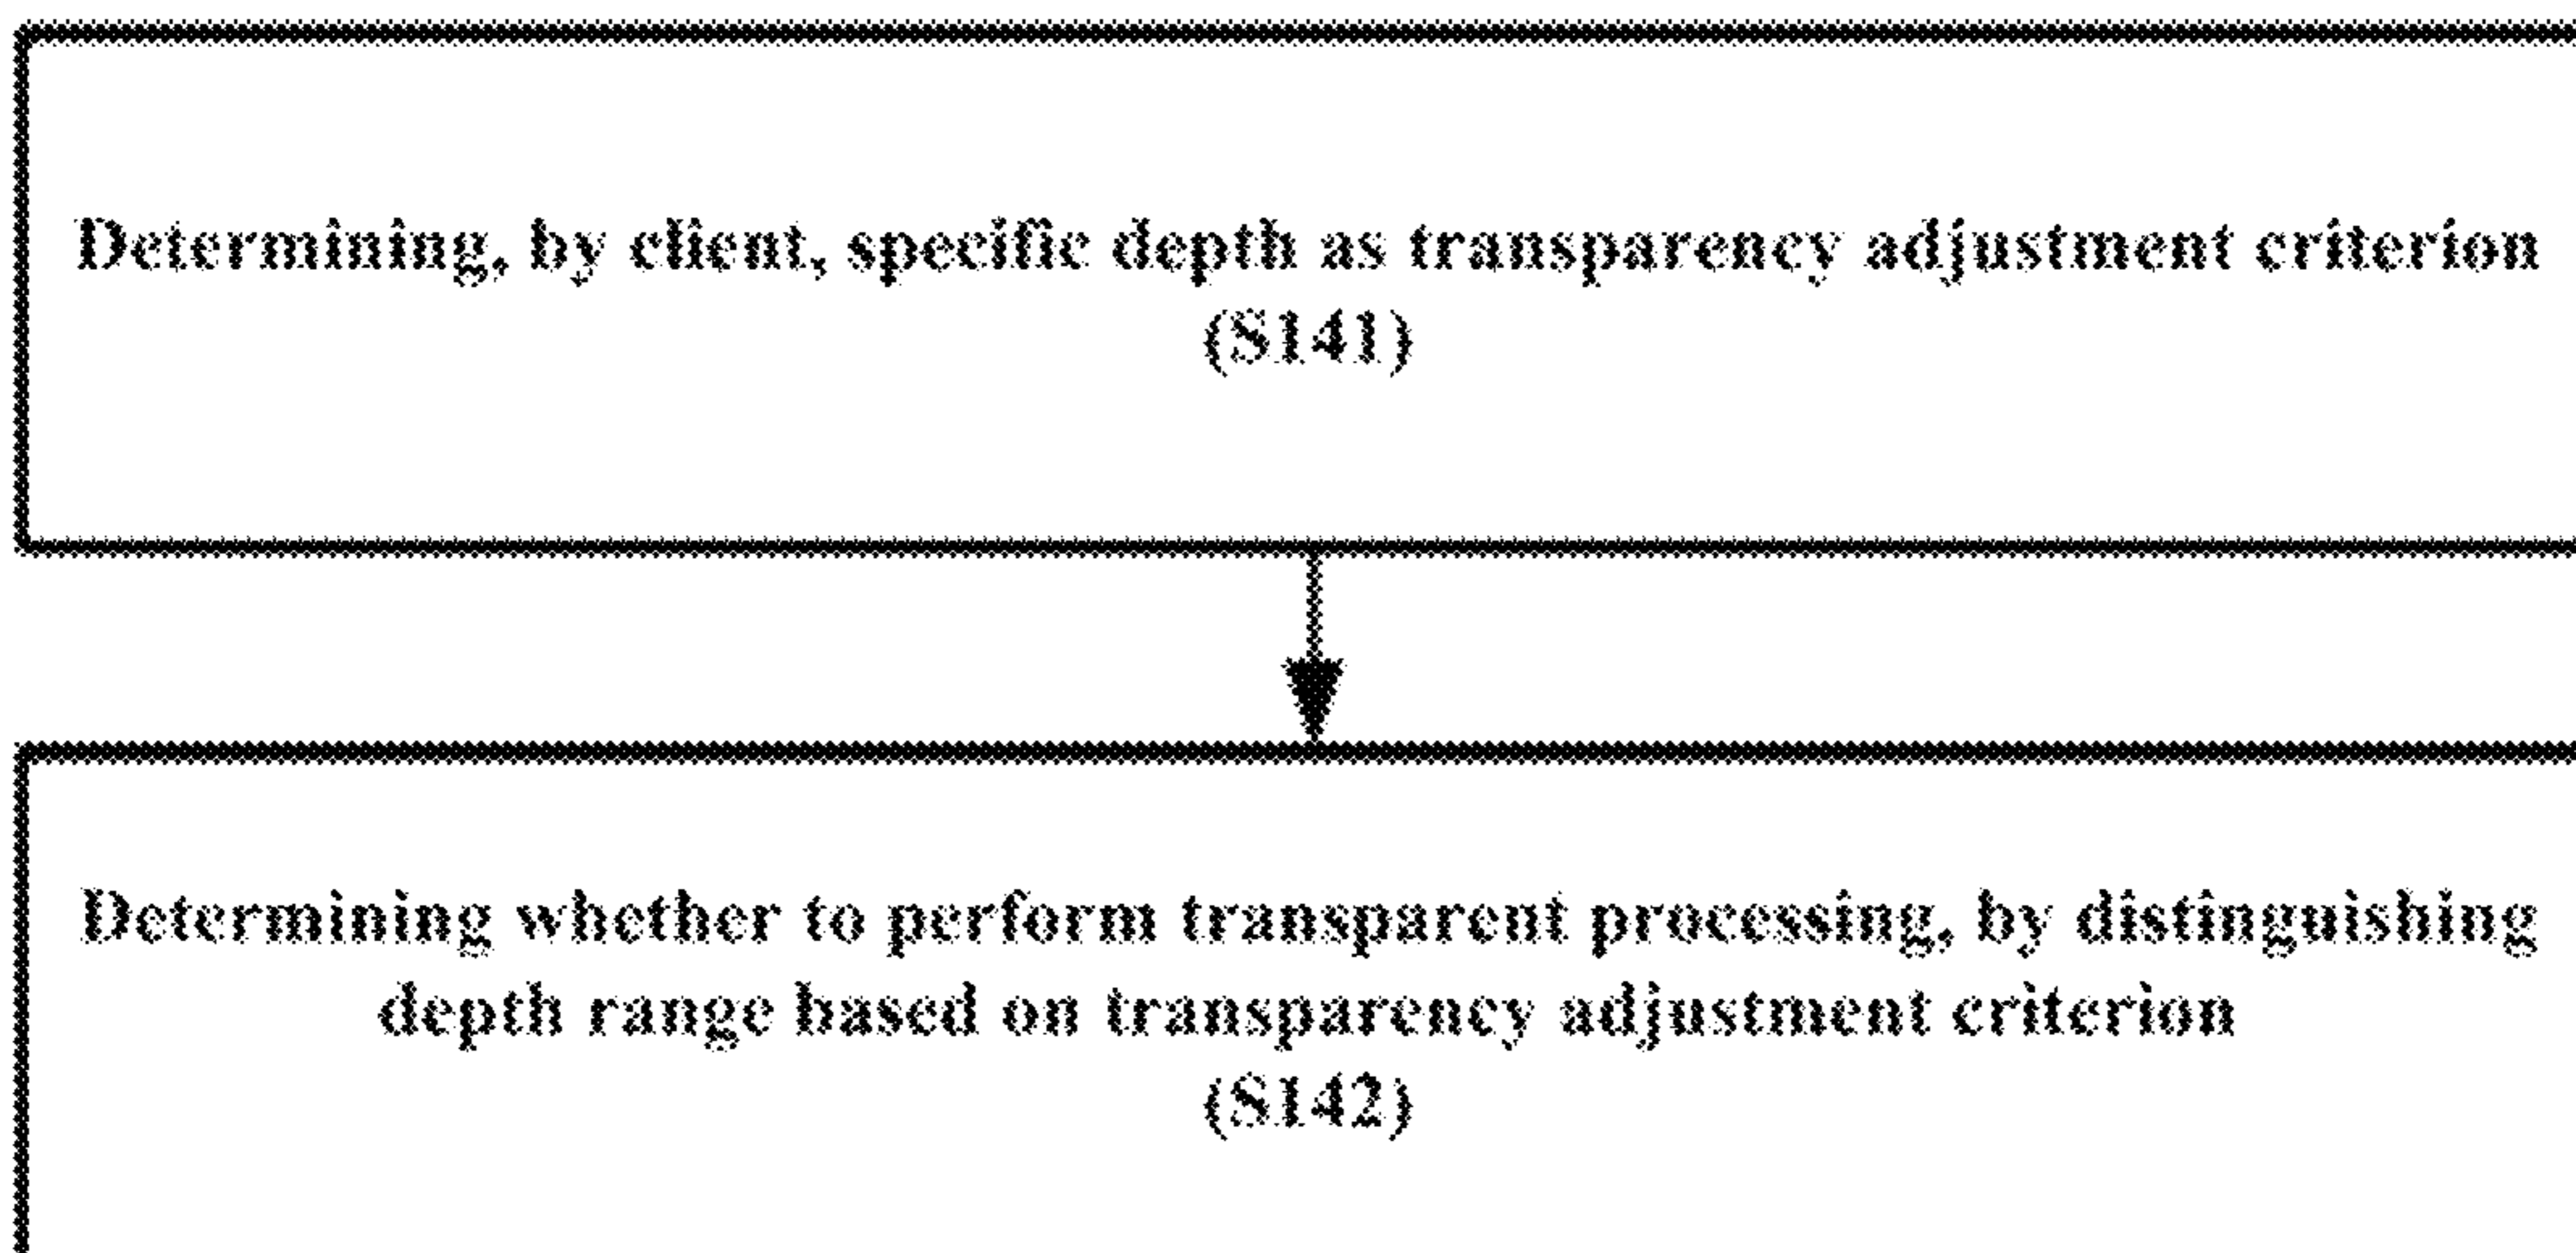 Determining, by client, specific depth as transparency adjustment criterion
(S141)
Determining whether to perform transparent processing, by distinguishing
depth range based on transparency adjustment criterion
(S142)